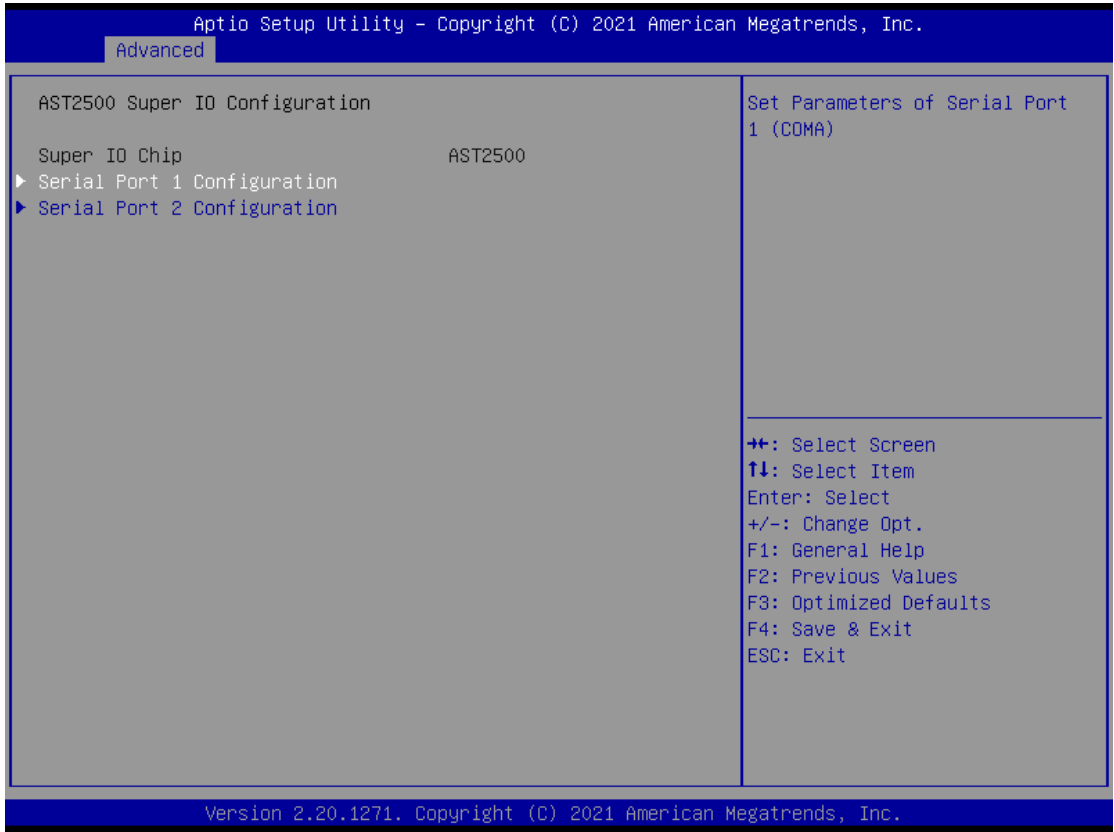 Aptio Setup Utility – Copyright (C) 2021 American Megatrends, Inc.
Advanced
AST2500 Super IO Configuration
Super IO Chip AST2500
▶ Serial Port 1 Configuration
▶ Serial Port 2 Configuration
Set Parameters of Serial Port
1 (COMA)
→←: Select Screen
↑↓: Select Item
Enter: Select
+/-: Change Opt.
F1: General Help
F2: Previous Values
F3: Optimized Defaults
F4: Save & Exit
ESC: Exit
Version 2.20.1271. Copyright (C) 2021 American Megatrends, Inc.